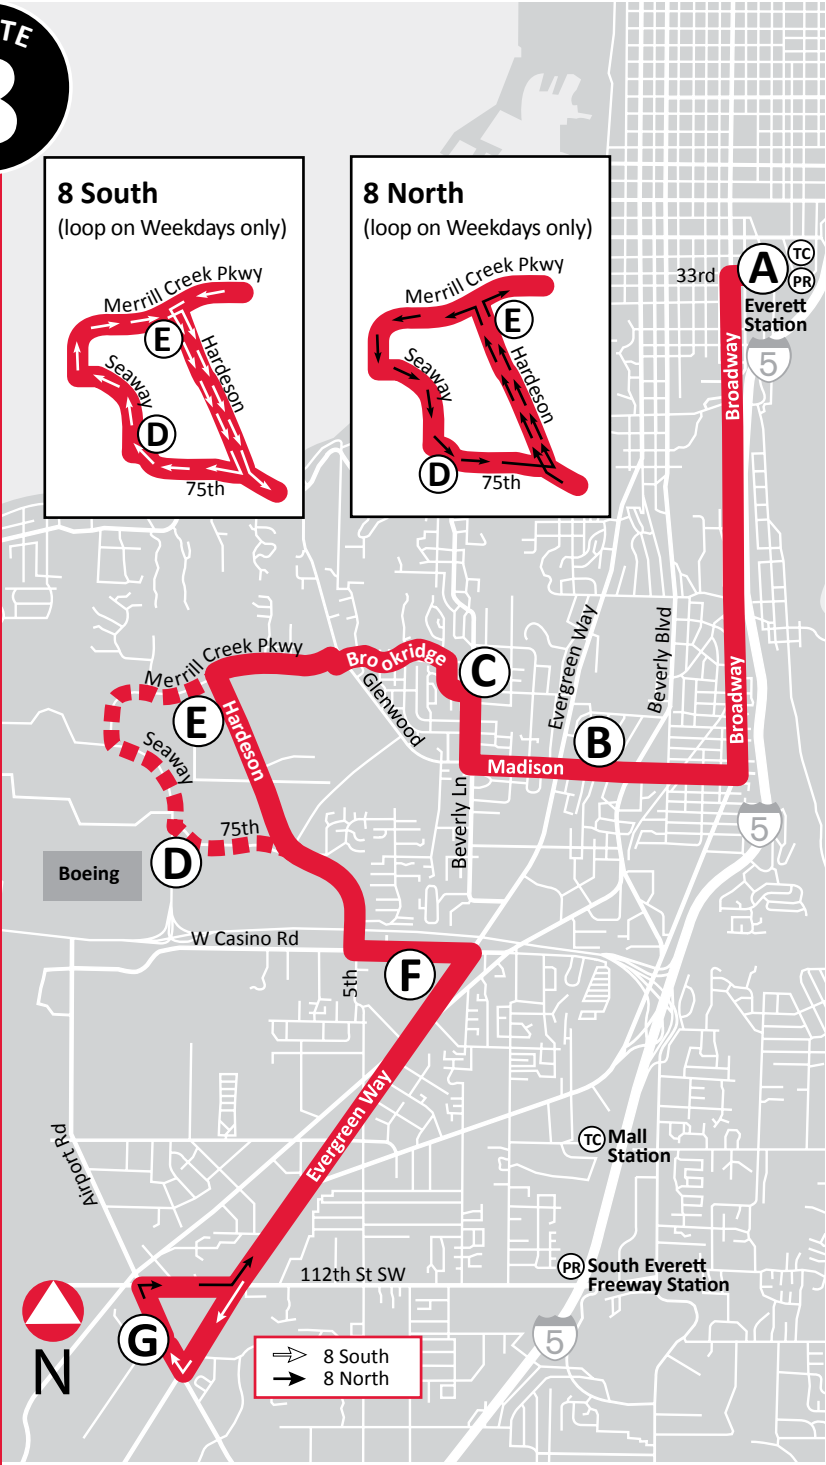 TE
8
8 South
(loop on Weekdays only)
Merrill Creek Pkwy
E
Hardeson
Seaway
D
75th
8 North
(loop on Weekdays only)
Merrill Creek Pkwy
E
Hardeson
Seaway
D
75th
33rd
A
TC
PR
Everett
Station
5
Broadway
Merrill Creek Pkwy
Brookridge
C
Glenwood
Evergreen Way
Beverly Blvd
Broadway
E
Hardeson
B
Seaway
Madison
Beverly Ln
75th
5
D
Boeing
W Casino Rd
F
5th
Evergreen Way
Airport Rd
TC
Mall
Station
PR
South Everett
Freeway Station
112th St SW
G
5
N
8 South
8 North